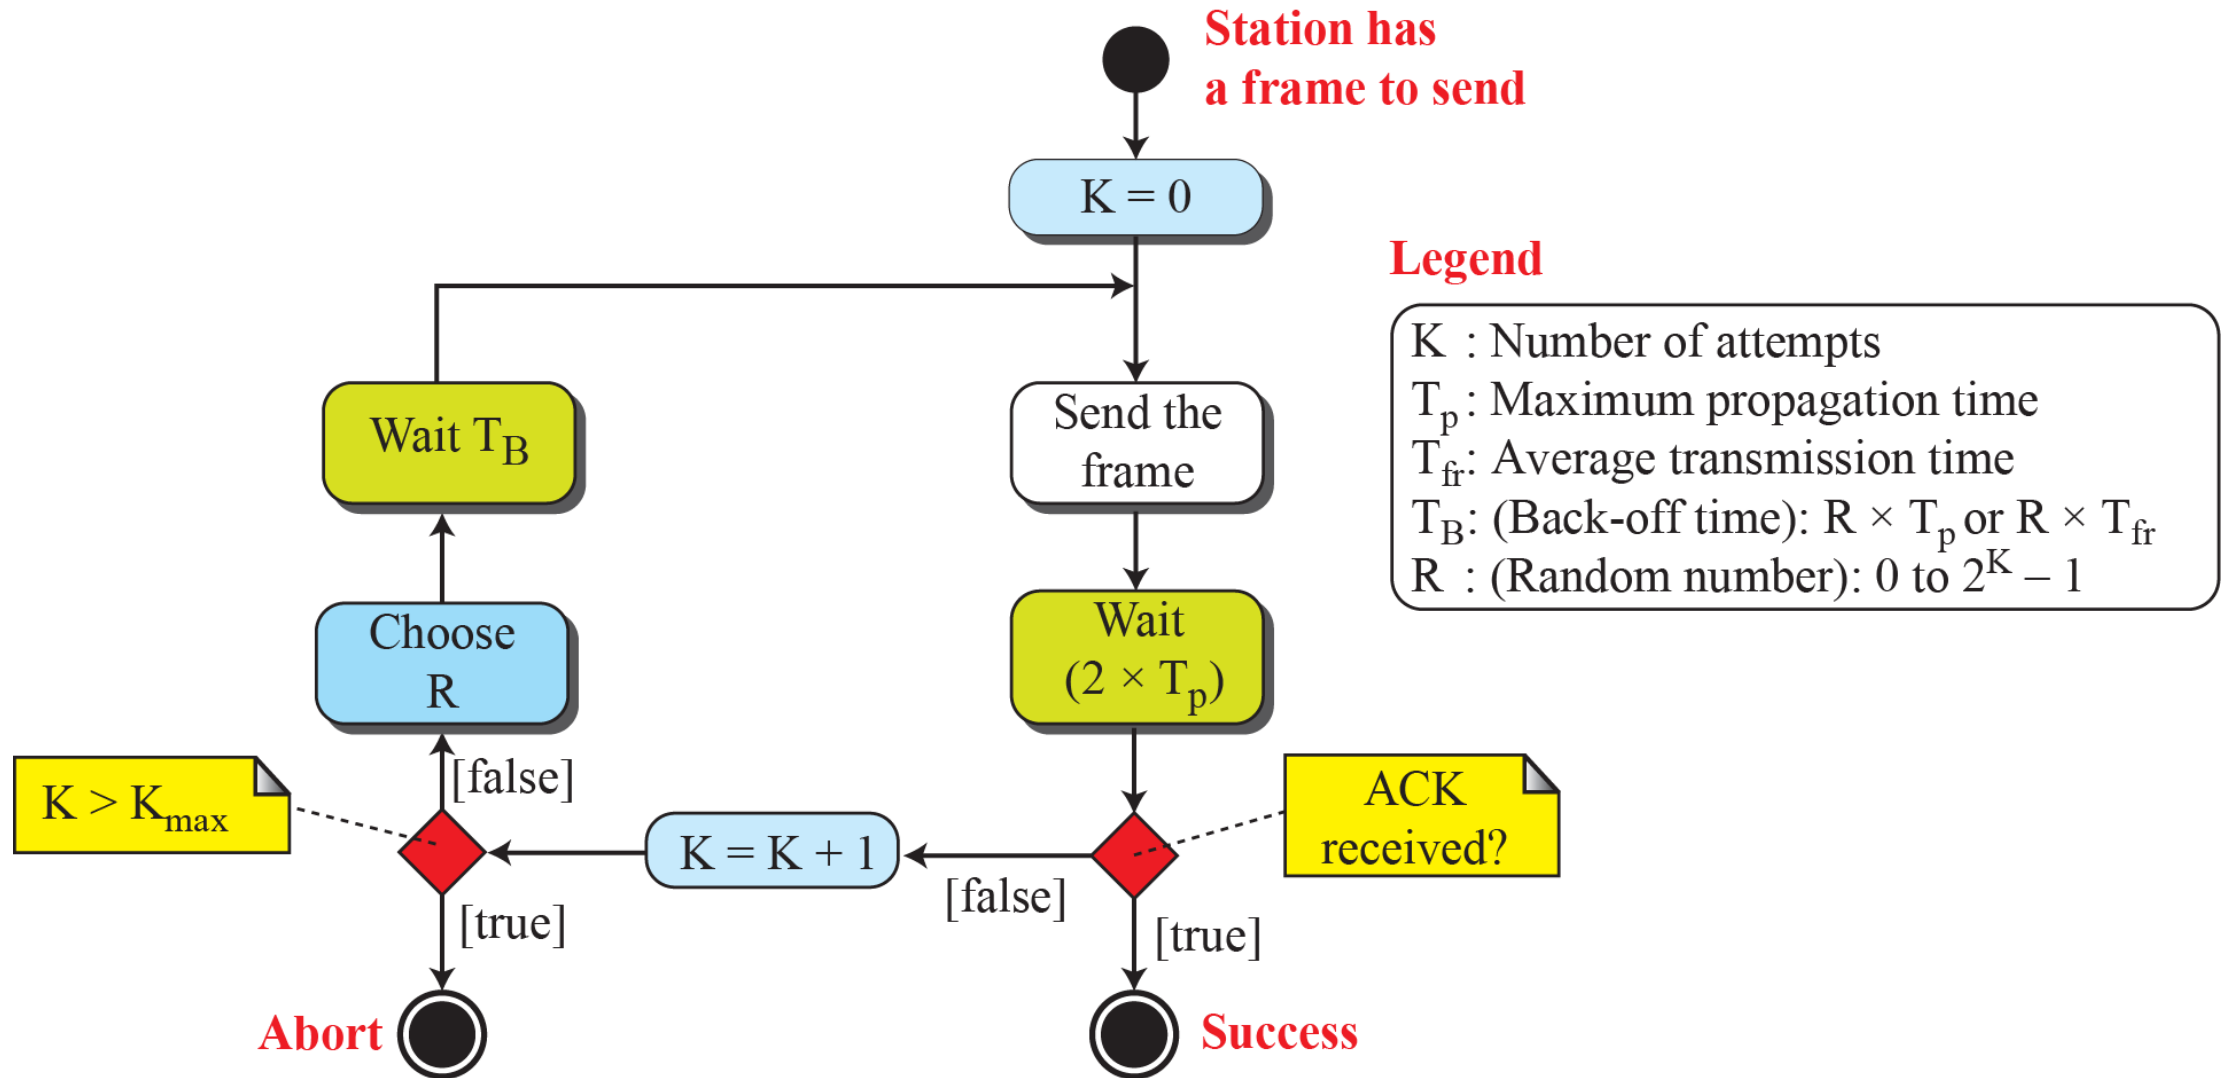 Station has
a frame to send
K = 0
Legend
K : Number of attempts
Tp : Maximum propagation time
Tfr: Average transmission time
TB: (Back-off time): R × Tp or R × Tfr
R : (Random number): 0 to 2^K – 1
Wait TB
Send the
frame
Choose
R
Wait
(2 × Tp)
[false]
K > Kmax
ACK
received?
K = K + 1
[false]
[true]
[true]
Abort
Success